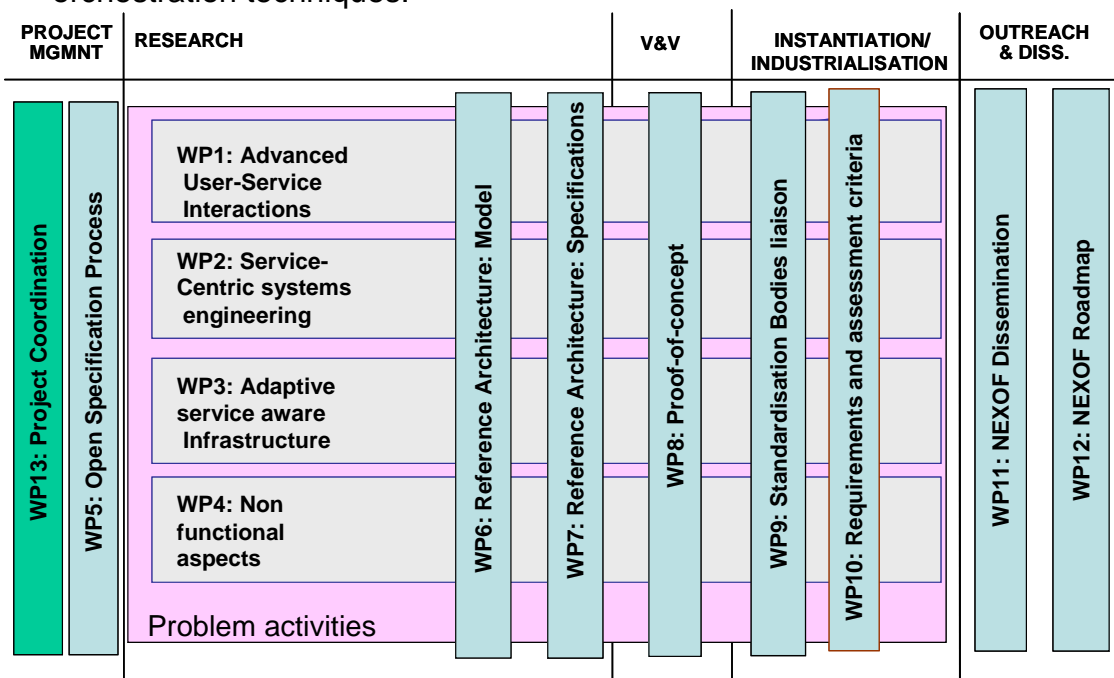 orchestration techniques.
PROJECT
MGMNT
RESEARCH
V&V
INSTANTIATION/
INDUSTRIALISATION
OUTREACH
& DISS.
WP13: Project Coordination
WP5: Open Specification Process
WP1: Advanced
User-Service
Interactions
WP2: Service-
Centric systems
engineering
WP3: Adaptive
service aware
Infrastructure
WP4: Non
functional
aspects
Problem activities
WP6: Reference Architecture: Model
WP7: Reference Architecture: Specifications
WP8: Proof-of-concept
WP9: Standardisation Bodies liaison
WP10: Requirements and assessment criteria
WP11: NEXOF Dissemination
WP12: NEXOF Roadmap